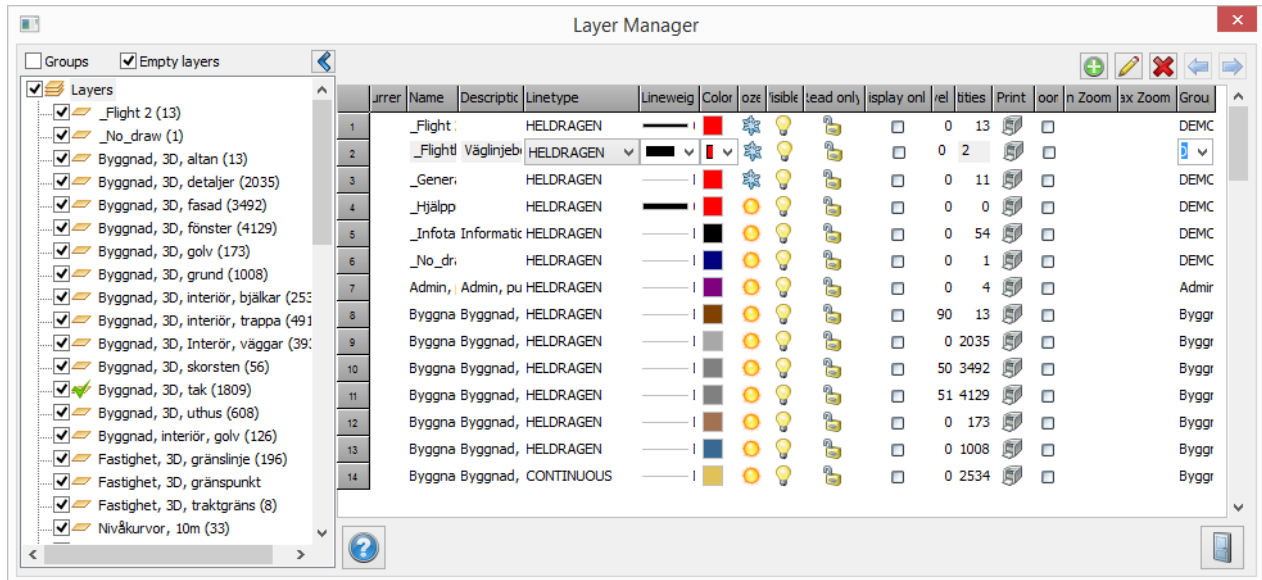 Layer Manager
Groups Empty layers
Layers
_Flight 2 (13)
_No_draw (1)
Byggnad, 3D, altan (13)
Byggnad, 3D, detaljer (2035)
Byggnad, 3D, fasad (3492)
Byggnad, 3D, fönster (4129)
Byggnad, 3D, golv (173)
Byggnad, 3D, grund (1008)
Byggnad, 3D, interiör, bjälkar (253
Byggnad, 3D, interiör, trappa (491
Byggnad, 3D, Interör, väggar (393
Byggnad, 3D, skorsten (56)
Byggnad, 3D, tak (1809)
Byggnad, 3D, uthus (608)
Byggnad, interiör, golv (126)
Fastighet, 3D, gränslinje (196)
Fastighet, 3D, gränspunkt
Fastighet, 3D, traktgräns (8)
Nivåkurvor, 10m (33)
urrer Name Descriptic Linetype Lineweig Color oze isible ead only isplay onl vel tities Print oor n Zoom ax Zoom Grou
1 _Flight HELDRAGEN 0 13 DEMC
2 _Flightl Väglinjeb HELDRAGEN 0 2
3 _Genera HELDRAGEN 0 11 DEMC
4 _Hjälpp HELDRAGEN 0 0 DEMC
5 _Infota Informatic HELDRAGEN 0 54 DEMC
6 _No_dra HELDRAGEN 0 1 DEMC
7 Admin, Admin, pu HELDRAGEN 0 4 Admir
8 Byggna Byggnad, HELDRAGEN 90 13 Byggr
9 Byggna Byggnad, HELDRAGEN 0 2035 Byggr
10 Byggna Byggnad, HELDRAGEN 50 3492 Byggr
11 Byggna Byggnad, HELDRAGEN 51 4129 Byggr
12 Byggna Byggnad, HELDRAGEN 0 173 Byggr
13 Byggna Byggnad, HELDRAGEN 0 1008 Byggr
14 Byggna Byggnad, CONTINUOUS 0 2534 Byggr